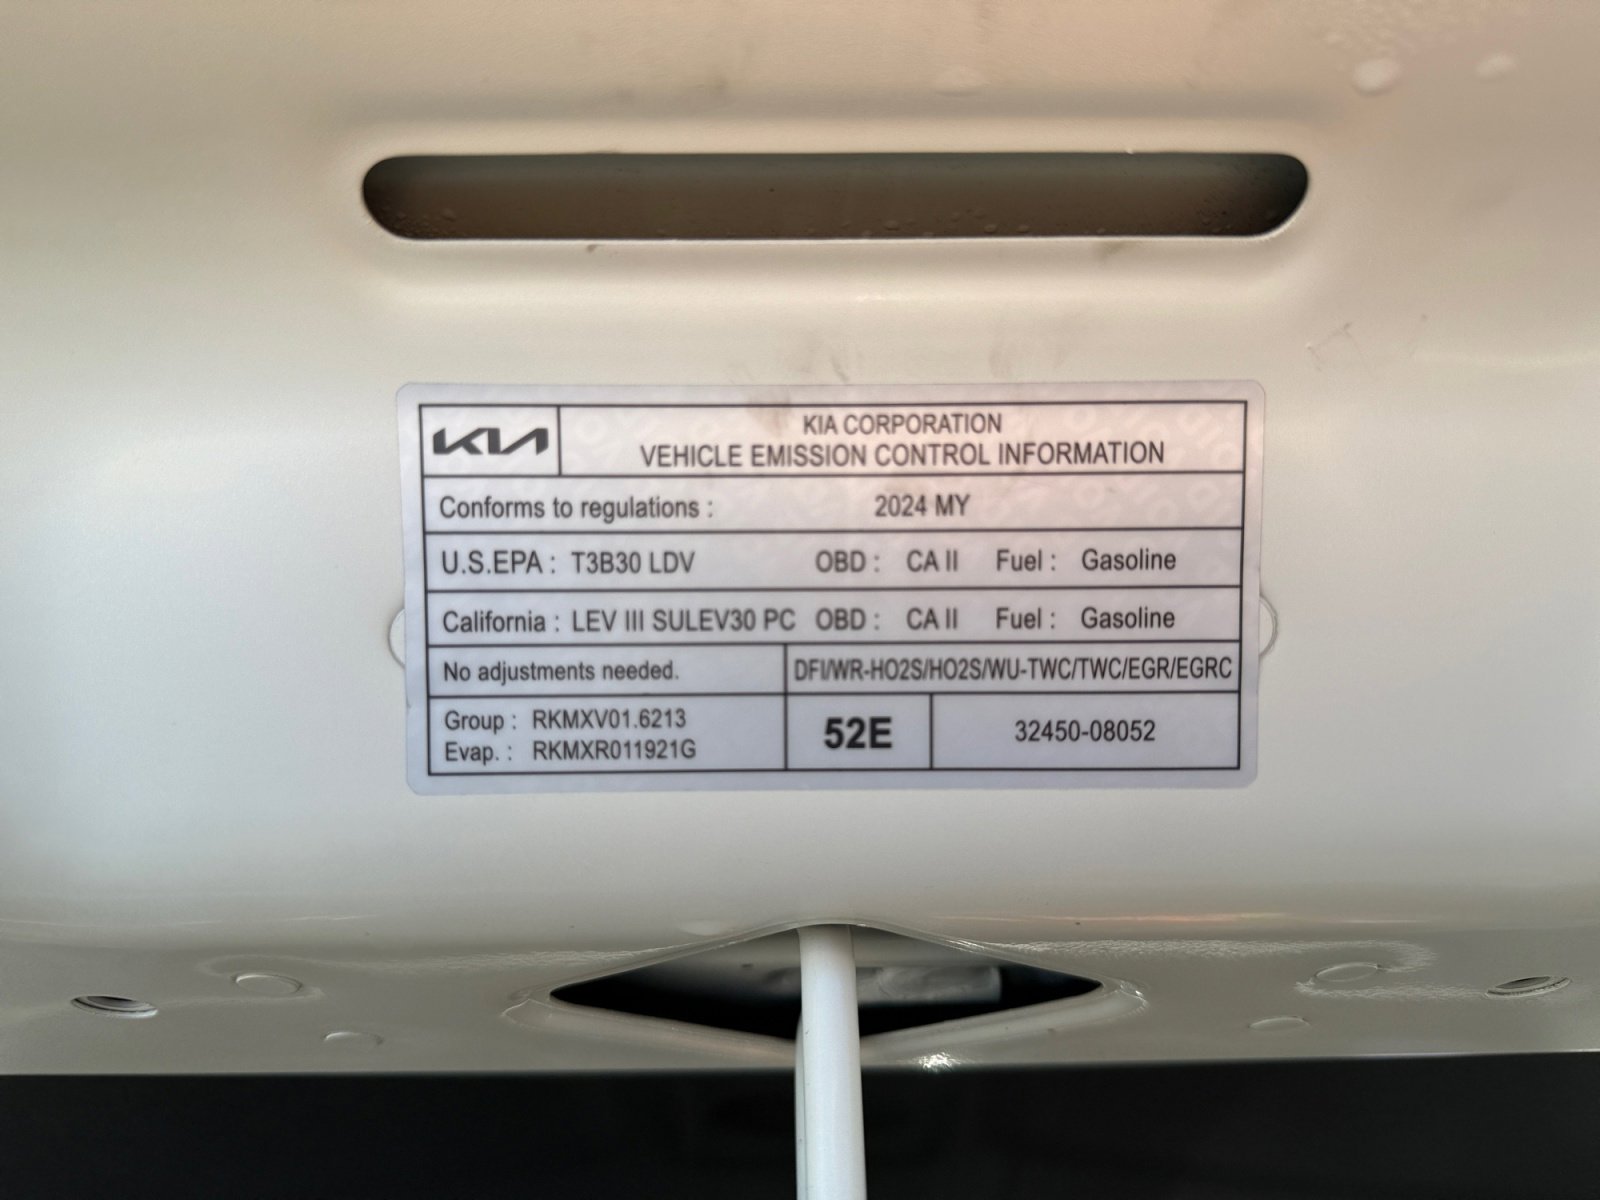 KIA
KIA CORPORATION
VEHICLE EMISSION CONTROL INFORMATION
Conforms to regulations : 2024 MY
U.S.EPA : T3B30 LDV OBD : CA II Fuel : Gasoline
California : LEV III SULEV30 PC OBD : CA II Fuel : Gasoline
No adjustments needed. DFI/WR-HO2S/HO2S/WU-TWC/TWC/EGR/EGRC
Group : RKMXV01.6213
Evap. : RKMXR011921G
52E
32450-08052